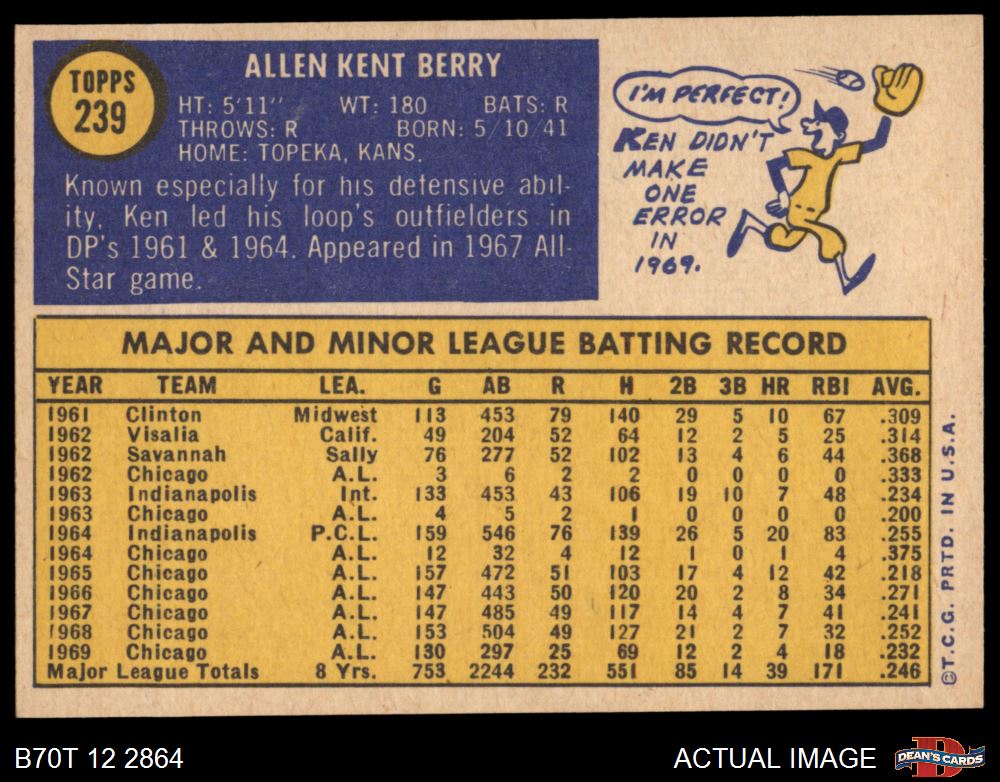 TOPPS
239
ALLEN KENT BERRY
HT: 5'11" WT: 180 BATS: R
THROWS: R BORN: 5/10/41
HOME: TOPEKA, KANS.
Known especially for his defensive abil-
ity, Ken led his loop's outfielders in
DP's 1961 & 1964. Appeared in 1967 All-
Star game.
I'M PERFECT!
KEN DIDN'T
MAKE
ONE
ERROR
IN
1969.
MAJOR AND MINOR LEAGUE BATTING RECORD
YEAR TEAM LEA. G AB R H 2B 3B HR RBI AVG.
1961 Clinton Midwest 113 453 79 140 29 5 10 67 .309
1962 Visalia Calif. 49 204 52 64 12 2 5 25 .314
1962 Savannah Sally 76 277 52 102 13 4 6 44 .368
1962 Chicago A.L. 3 6 2 2 0 0 0 0 .333
1963 Indianapolis Int. 133 453 43 106 19 10 7 48 .234
1963 Chicago A.L. 4 5 2 1 0 0 0 0 .200
1964 Indianapolis P.C.L. 159 546 76 139 26 5 20 83 .255
1964 Chicago A.L. 12 32 4 12 1 0 1 4 .375
1965 Chicago A.L. 157 472 51 103 17 4 12 42 .218
1966 Chicago A.L. 147 443 50 120 20 2 8 34 .271
1967 Chicago A.L. 147 485 49 117 14 4 7 41 .241
1968 Chicago A.L. 153 504 49 127 21 2 7 32 .252
1969 Chicago A.L. 130 297 25 69 12 2 4 18 .232
Major League Totals 8 Yrs. 753 2244 232 551 85 14 39 171 .246
©T.C.G. PRTD. IN U.S.A.
B70T 12 2864 ACTUAL IMAGE
D
DEAN'S CARDS